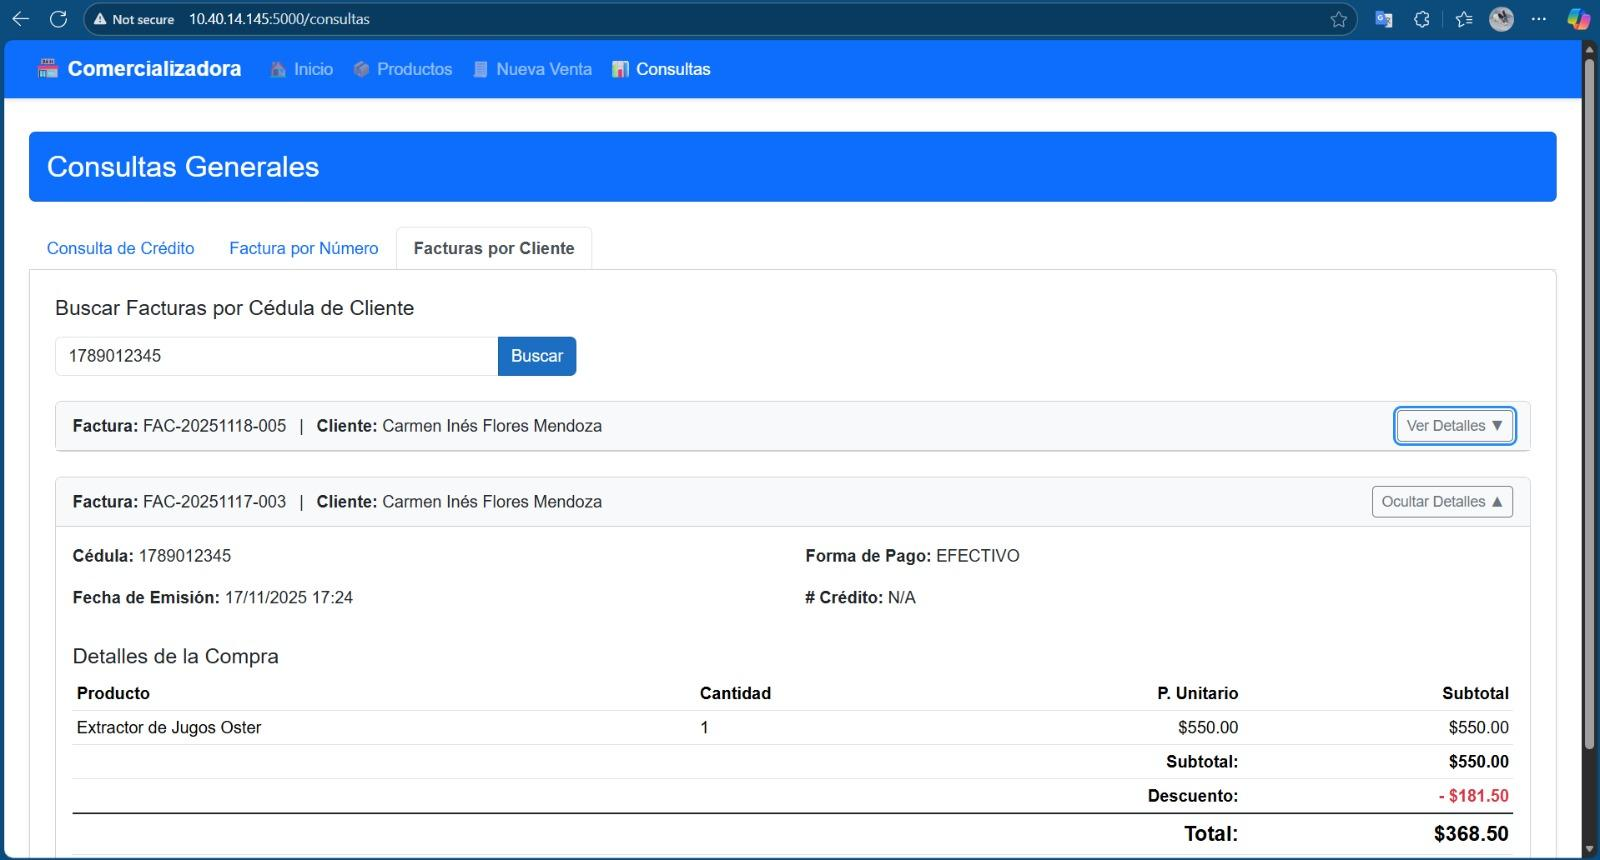 Not secure 10.40.14.145:5000/consultas
Comercializadora Inicio Productos Nueva Venta Consultas
Consultas Generales
Consulta de Crédito Factura por Número Facturas por Cliente
Buscar Facturas por Cédula de Cliente
1789012345 Buscar
Factura: FAC-20251118-005 | Cliente: Carmen Inés Flores Mendoza Ver Detalles ▼
Factura: FAC-20251117-003 | Cliente: Carmen Inés Flores Mendoza Ocultar Detalles ▲
Cédula: 1789012345 Forma de Pago: EFECTIVO
Fecha de Emisión: 17/11/2025 17:24 # Crédito: N/A
Detalles de la Compra
Producto Cantidad P. Unitario Subtotal
Extractor de Jugos Oster 1 $550.00 $550.00
Subtotal: $550.00
Descuento: - $181.50
Total: $368.50